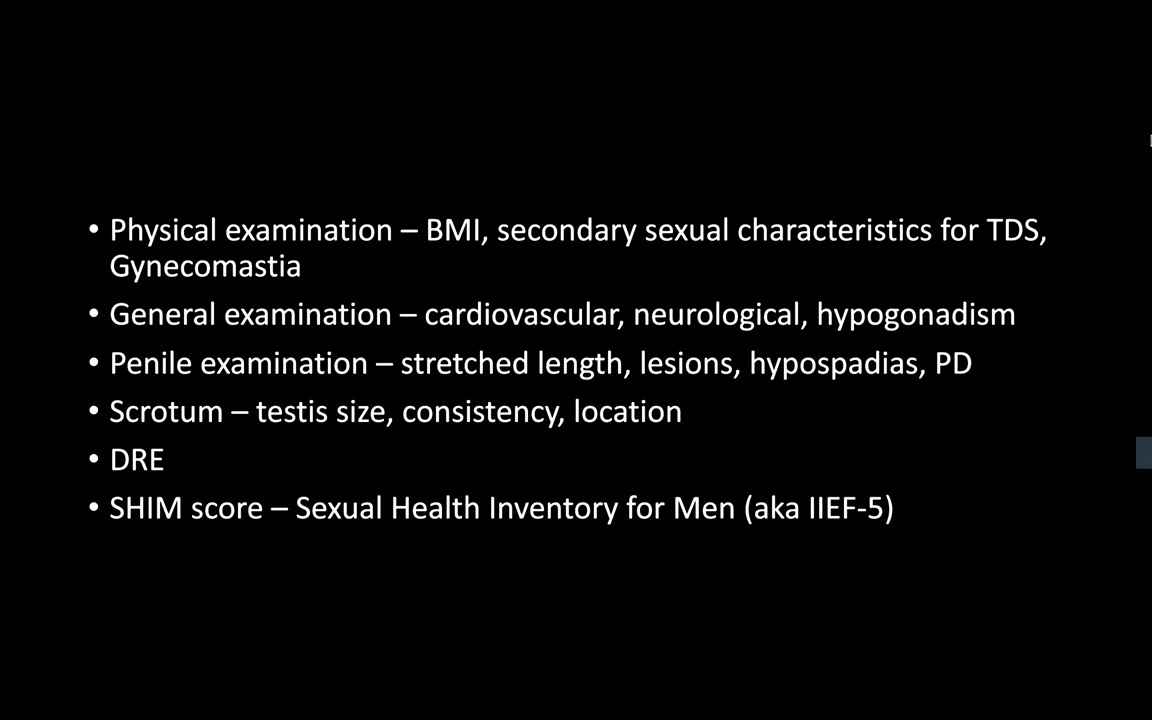 • Physical examination – BMI, secondary sexual characteristics for TDS,
Gynecomastia
• General examination – cardiovascular, neurological, hypogonadism
• Penile examination – stretched length, lesions, hypospadias, PD
• Scrotum – testis size, consistency, location
• DRE
• SHIM score – Sexual Health Inventory for Men (aka IIEF-5)